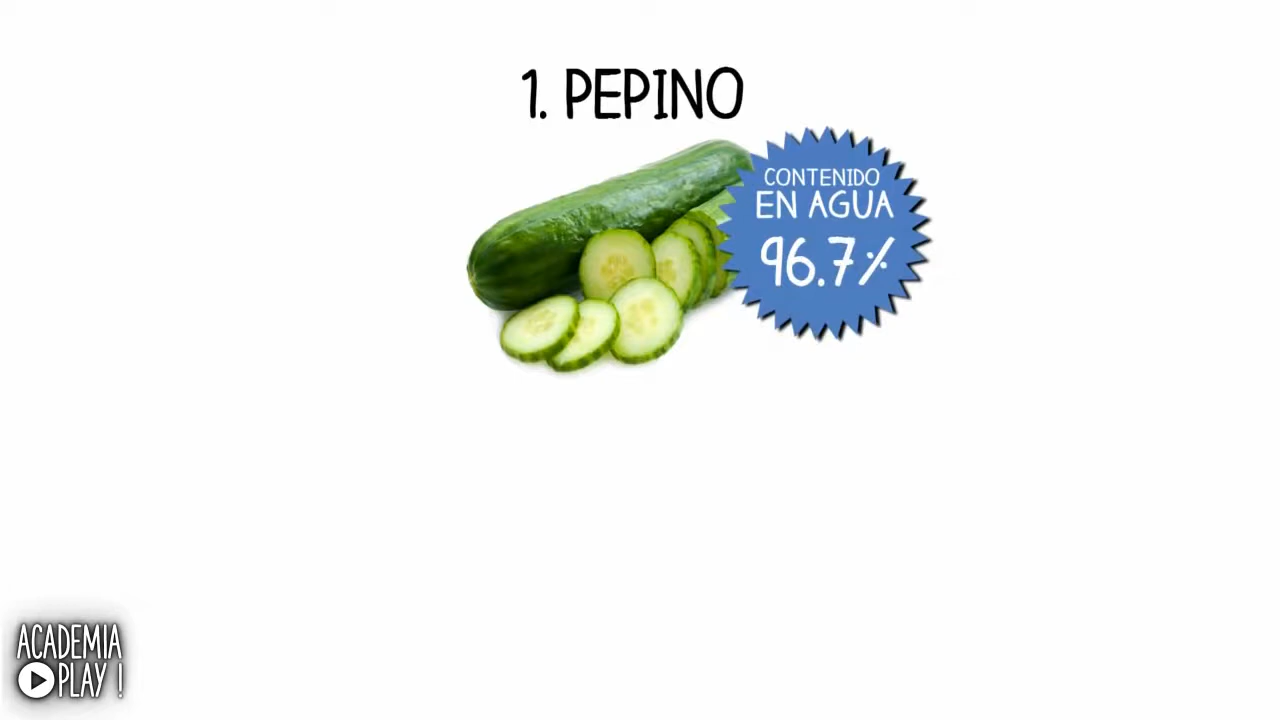 1. PEPINO
CONTENIDO
EN AGUA
96.7%
ACADEMIA
PLAY !